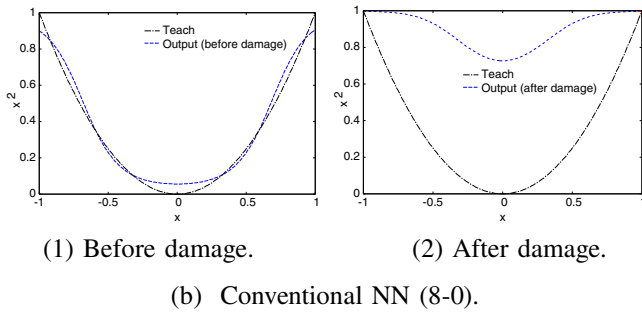 1
0.8
0.6
0.4
0.2
0
-1 -0.5 0 0.5 1
x 2
x
Teach
Output (before damage)
1
0.8
0.6
0.4
0.2
0
-1 -0.5 0 0.5 1
x 2
x
Teach
Output (after damage)
(1) Before damage.
(2) After damage.
(b) Conventional NN (8-0).